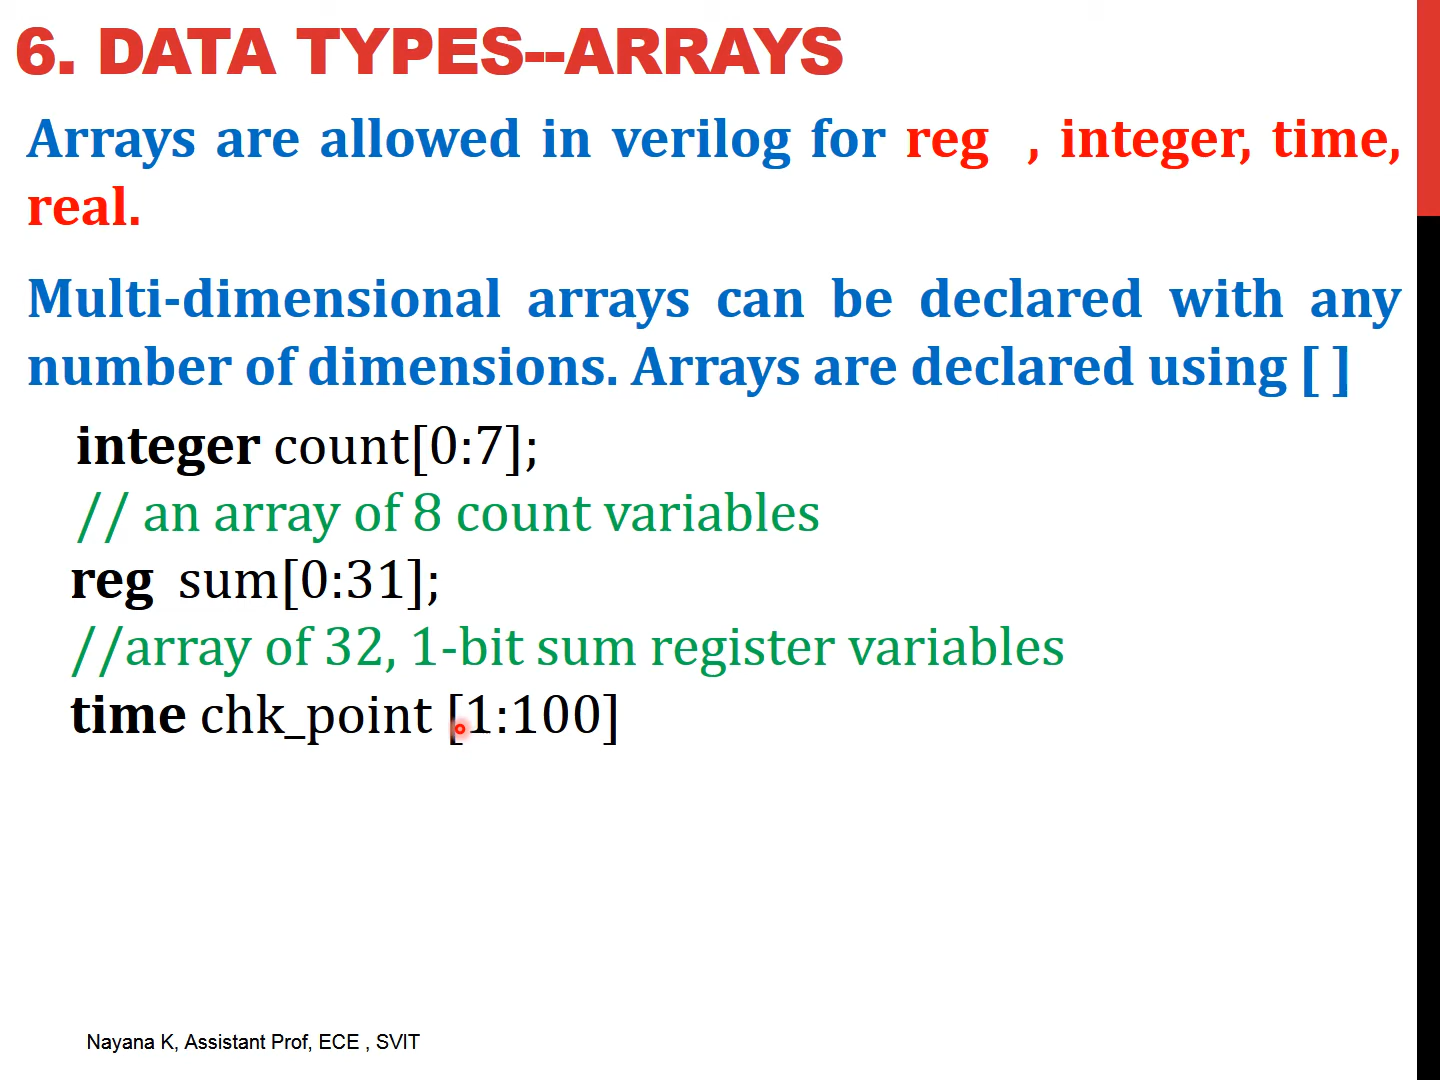 6. DATA TYPES--ARRAYS
Arrays are allowed in verilog for reg , integer, time,
real.
Multi-dimensional arrays can be declared with any
number of dimensions. Arrays are declared using [ ]
integer count[0:7];
// an array of 8 count variables
reg sum[0:31];
//array of 32, 1-bit sum register variables
time chk_point [1:100]
Nayana K, Assistant Prof, ECE , SVIT